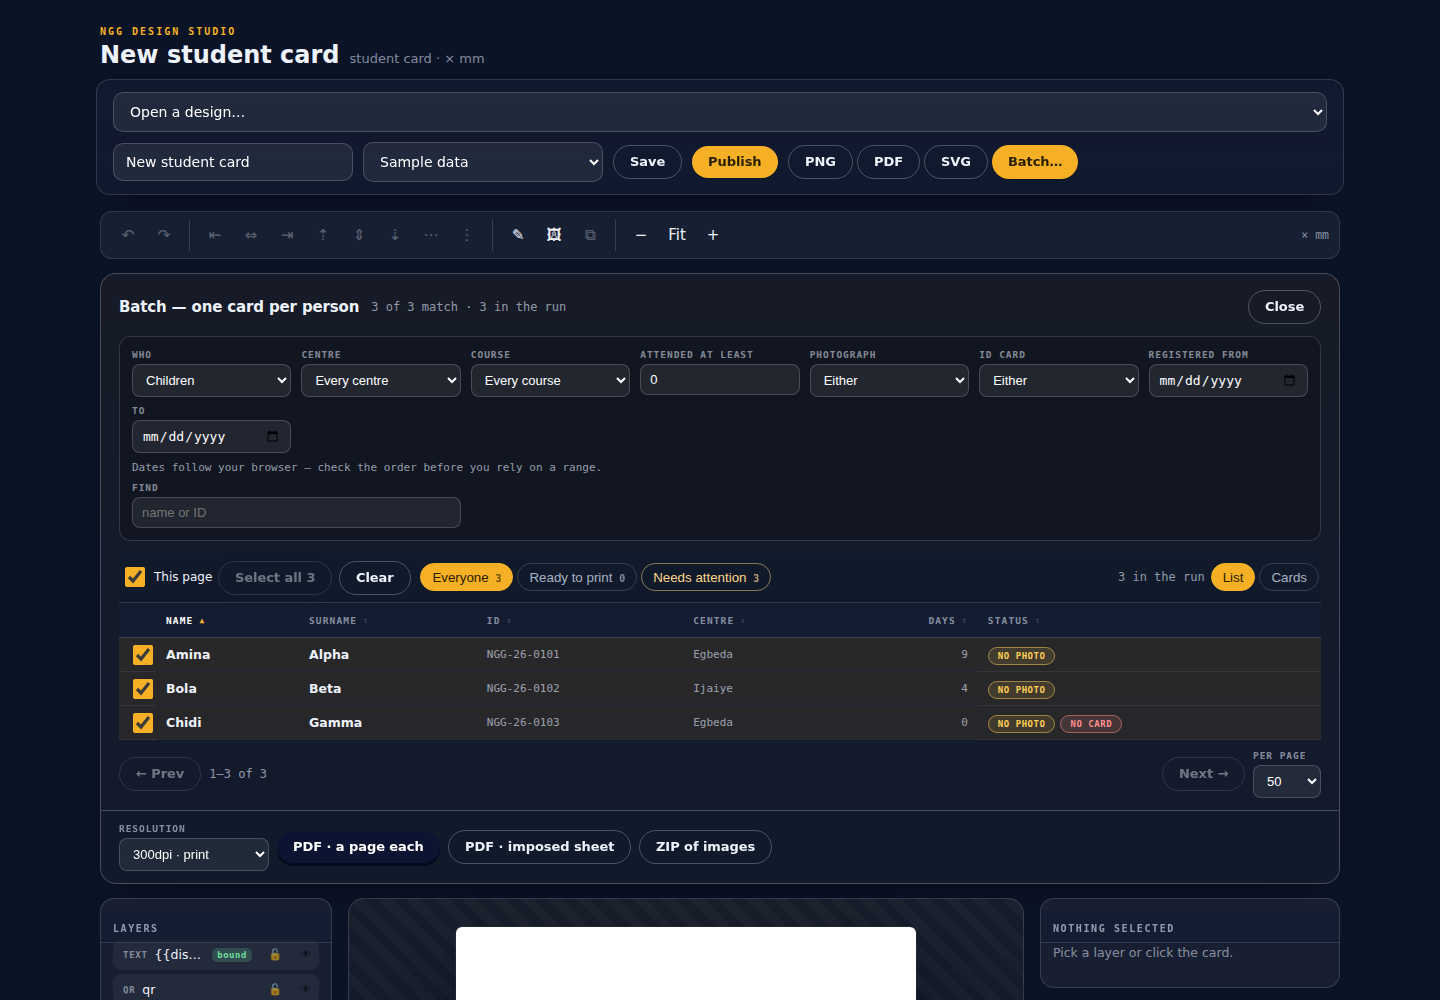 NGG DESIGN STUDIO
New student card student card · × mm
Open a design...
New student card Sample data Save Publish PNG PDF SVG Batch...
Fit × mm
Batch — one card per person 3 of 3 match · 3 in the run Close
WHO CENTRE COURSE ATTENDED AT LEAST PHOTOGRAPH ID CARD REGISTERED FROM
Children Every centre Every course 0 Either Either mm/dd/yyyy
TO
mm/dd/yyyy
Dates follow your browser — check the order before you rely on a range.
FIND
name or ID
This page Select all 3 Clear Everyone 3 Ready to print 0 Needs attention 3 3 in the run List Cards
NAME ▲ SURNAME ID CENTRE DAYS STATUS
Amina Alpha NGG-26-0101 Egbeda 9 NO PHOTO
Bola Beta NGG-26-0102 Ijaiye 4 NO PHOTO
Chidi Gamma NGG-26-0103 Egbeda 0 NO PHOTO NO CARD
PER PAGE
← Prev 1–3 of 3 Next → 50
RESOLUTION
300dpi · print PDF · a page each PDF · imposed sheet ZIP of images
LAYERS NOTHING SELECTED
TEXT {{dis... bound Pick a layer or click the card.
QR qr